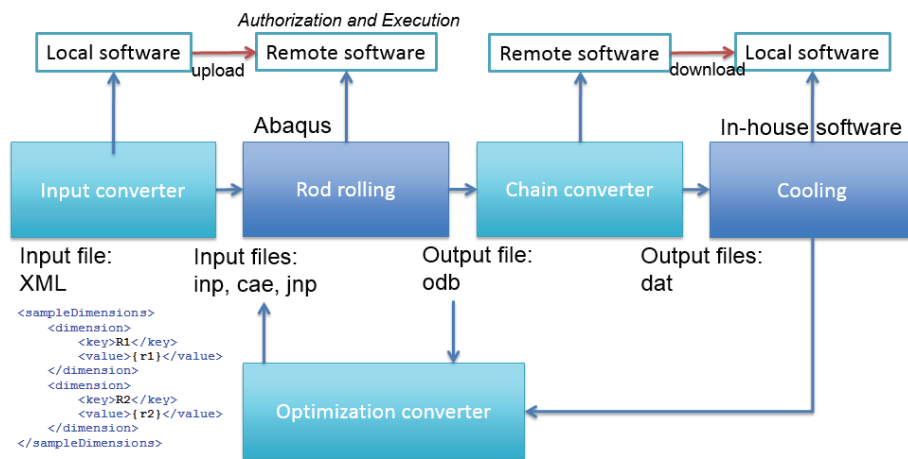 Authorization and Execution
Local software
upload
Remote software
Remote software
download
Local software
Abaqus
In-house software
Input converter
Rod rolling
Chain converter
Cooling
Input file:
XML
Input files:
inp, cae, jnp
Output file:
odb
Output files:
dat
<sampleDimensions>
<dimension>
<key>R1</key>
<value>{r1}</value>
</dimension>
<dimension>
<key>R2</key>
<value>{r2}</value>
</dimension>
</sampleDimensions>
Optimization converter